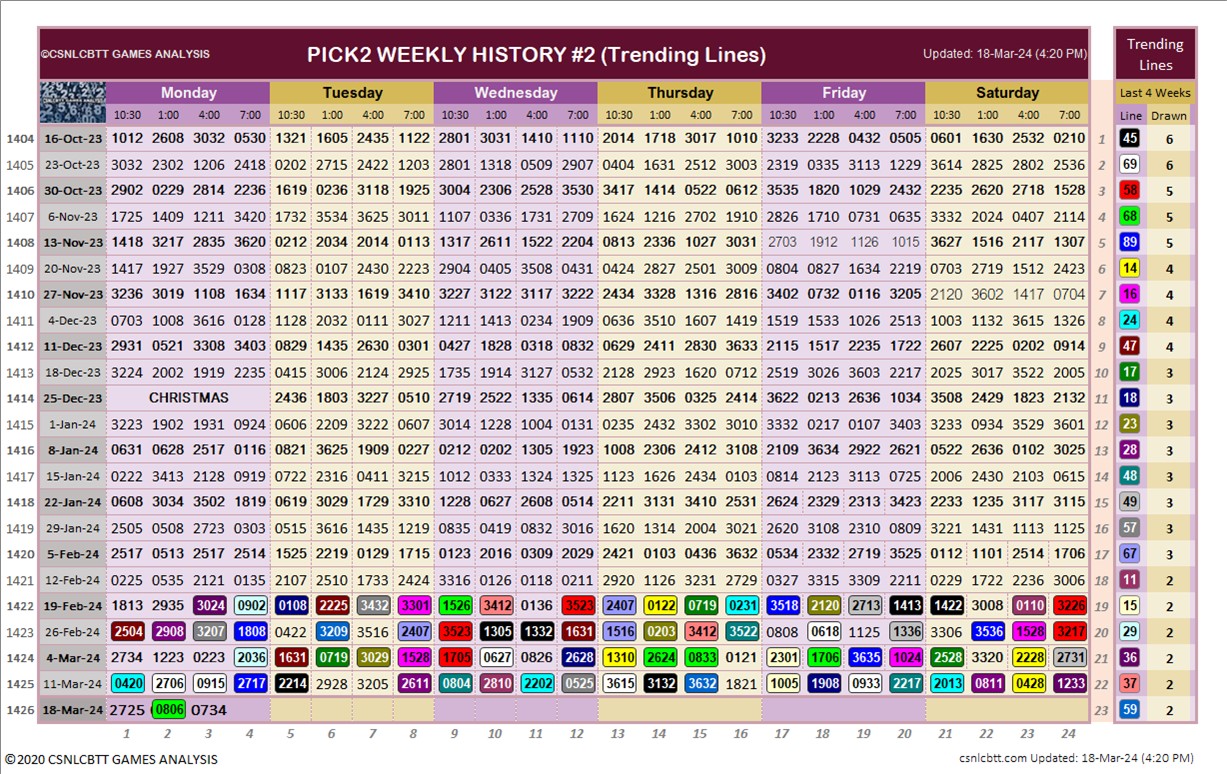 ©CSNLCBTT GAMES ANALYSIS PICK2 WEEKLY HISTORY #2 (Trending Lines) Updated: 18-Mar-24 (4:20 PM) Trending Lines
Monday Tuesday Wednesday Thursday Friday Saturday Last 4 Weeks
10:30 1:00 4:00 7:00 10:30 1:00 4:00 7:00 10:30 1:00 4:00 7:00 10:30 1:00 4:00 7:00 10:30 1:00 4:00 7:00 10:30 1:00 4:00 7:00 Line Drawn
1404 16-Oct-23 1012 2608 3032 0530 1321 1605 2435 1122 2801 3031 1410 1110 2014 1718 3017 1010 3233 2228 0432 0505 0601 1630 2532 0210 1 45 6
1405 23-Oct-23 3032 2302 1206 2418 0202 2715 2422 1203 2801 1318 0509 2907 0404 1631 2512 3003 2319 0335 3113 1229 3614 2825 2802 2536 2 69 6
1406 30-Oct-23 2902 0229 2814 2236 1619 0236 3118 1923 3004 2306 2528 3530 3417 1414 0522 0612 3535 1820 1029 2432 2235 2620 2718 1528 3 58 5
1407 6-Nov-23 1725 1409 1211 3420 1732 3534 3625 3011 1107 0336 1731 2709 1624 1216 2702 1910 2826 1710 0731 0635 3332 2024 0407 2114 4 68 5
1408 13-Nov-23 1418 3217 2835 3620 0212 2034 2014 0113 1317 2611 1522 2204 0813 2336 1027 3031 2703 1912 1126 1015 3627 1516 2117 1307 5 89 5
1409 20-Nov-23 1417 1927 3529 0308 0823 0107 2430 2223 2904 0405 3508 0431 0424 2827 2501 3009 0804 0827 1634 2219 0703 2719 1512 2423 6 14 4
1410 27-Nov-23 3236 3019 1108 1634 1117 3133 1619 3410 3227 3122 3117 3222 2434 3328 1316 2816 3402 0732 0116 3205 2120 3602 1417 0704 7 16 4
1411 4-Dec-23 0703 1008 3616 0128 1128 2032 0111 3027 1211 1413 0234 1909 0636 3510 1607 1419 1519 1533 1026 2513 1003 1132 3615 1326 8 24 4
1412 11-Dec-23 2931 0521 3308 3403 0829 1435 2630 0301 0427 1828 0318 0832 0629 2411 2830 3633 2115 1517 2235 1722 2607 2225 0202 0914 9 47 4
1413 18-Dec-23 3224 2002 1919 2235 0415 3006 2124 2925 1735 1914 3127 0532 2128 2923 1620 0712 2519 3026 3603 2217 2025 3017 3522 2005 10 17 3
1414 25-Dec-23 CHRISTMAS 2436 1803 3227 0510 2719 2522 1335 0614 2807 3506 0325 2414 3622 0213 2636 1034 3508 2429 1823 2132 11 18 3
1415 1-Jan-24 3223 1902 1931 0924 0606 2209 3222 0607 3014 1228 1004 0131 0235 2432 3302 3010 3332 0217 0107 3403 3233 0934 3529 3601 12 23 3
1416 8-Jan-24 0631 0628 2517 0116 0821 3625 1909 0227 0212 0202 1305 1923 1008 2306 2412 3108 2109 3634 2922 2621 0522 2636 0102 3025 13 28 3
1417 15-Jan-24 0222 3413 2128 0919 0722 2316 0411 3213 1012 0333 1324 1325 1123 1626 2434 0103 0814 2123 3113 0725 2006 2430 2103 0615 14 48 3
1418 22-Jan-24 0608 3034 3502 1819 0619 3029 1729 3310 1228 0627 2608 0514 2211 3131 3410 2531 2624 2329 2313 3423 2233 1235 3117 3115 15 49 3
1419 29-Jan-24 2505 0508 2723 0303 0515 3616 1435 1219 0835 0419 0832 3016 1620 1314 2004 3021 2620 3108 2310 0809 3221 1431 1113 1125 16 57 3
1420 5-Feb-24 2517 0513 2517 2514 1525 2219 0129 1715 0123 2016 0309 2029 2421 0103 0436 3632 0534 2332 2719 3525 0112 1101 2514 1706 17 67 3
1421 12-Feb-24 0225 0535 2121 0135 2107 2510 1733 2424 3316 0126 0118 0211 2920 1126 3231 2729 0327 3315 3309 2211 0229 1722 2236 3006 18 11 2
1422 19-Feb-24 1813 2935 3024 0902 0108 2225 3432 3301 1526 3412 0136 3523 2407 0122 0719 0231 3518 2120 2713 1413 1422 3008 0110 3226 19 15 2
1423 26-Feb-24 2504 2908 3207 1808 0422 3209 3516 2407 3523 1305 1332 1631 1516 0203 3412 3522 0808 0618 1125 1336 3306 3536 1528 3217 20 29 2
1424 4-Mar-24 2734 1223 0223 2036 1631 0719 3029 1528 1705 0627 0826 2628 1310 2624 0833 0121 2301 1706 3635 1024 2528 3320 2228 2731 21 36 2
1425 11-Mar-24 0420 2706 0915 2717 2214 2928 3205 2611 0804 2810 2202 0525 3615 3132 3632 1821 1005 1908 0933 2217 2013 0811 0428 1233 22 37 2
1426 18-Mar-24 2725 0806 0734 23 59 2
1 2 3 4 5 6 7 8 9 10 11 12 13 14 15 16 17 18 19 20 21 22 23 24
©2020 CSNLCBTT GAMES ANALYSIS csnlcbtt.com Updated: 18-Mar-24 (4:20 PM)